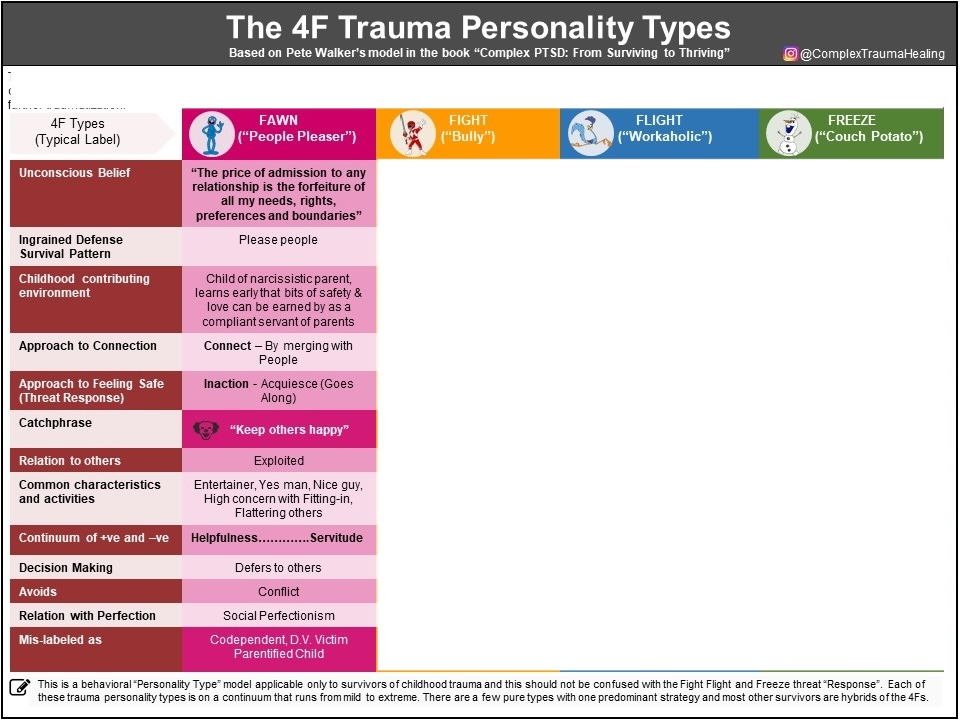 The 4F Trauma Personality Types
Based on Pete Walker's model in the book “Complex PTSD: From Surviving to Thriving”
@ComplexTraumaHealing
4F Types
(Typical Label)
FAWN
(“People Pleaser”)
FIGHT
(“Bully”)
FLIGHT
(“Workaholic”)
FREEZE
(“Couch Potato”)
Unconscious Belief
“The price of admission to any
relationship is the forfeiture of
all my needs, rights,
preferences and boundaries”
Ingrained Defense
Survival Pattern
Please people
Childhood contributing
environment
Child of narcissistic parent,
learns early that bits of safety &
love can be earned by as a
compliant servant of parents
Approach to Connection
Connect – By merging with
People
Approach to Feeling Safe
(Threat Response)
Inaction - Acquiesce (Goes
Along)
Catchphrase
“Keep others happy”
Relation to others
Exploited
Common characteristics
and activities
Entertainer, Yes man, Nice guy,
High concern with Fitting-in,
Flattering others
Continuum of +ve and –ve
Helpfulness………….Servitude
Decision Making
Defers to others
Avoids
Conflict
Relation with Perfection
Social Perfectionism
Mis-labeled as
Codependent, D.V. Victim
Parentified Child
This is a behavioral “Personality Type” model applicable only to survivors of childhood trauma and this should not be confused with the Fight Flight and Freeze threat “Response”. Each of
these trauma personality types is on a continuum that runs from mild to extreme. There are a few pure types with one predominant strategy and most other survivors are hybrids of the 4Fs.